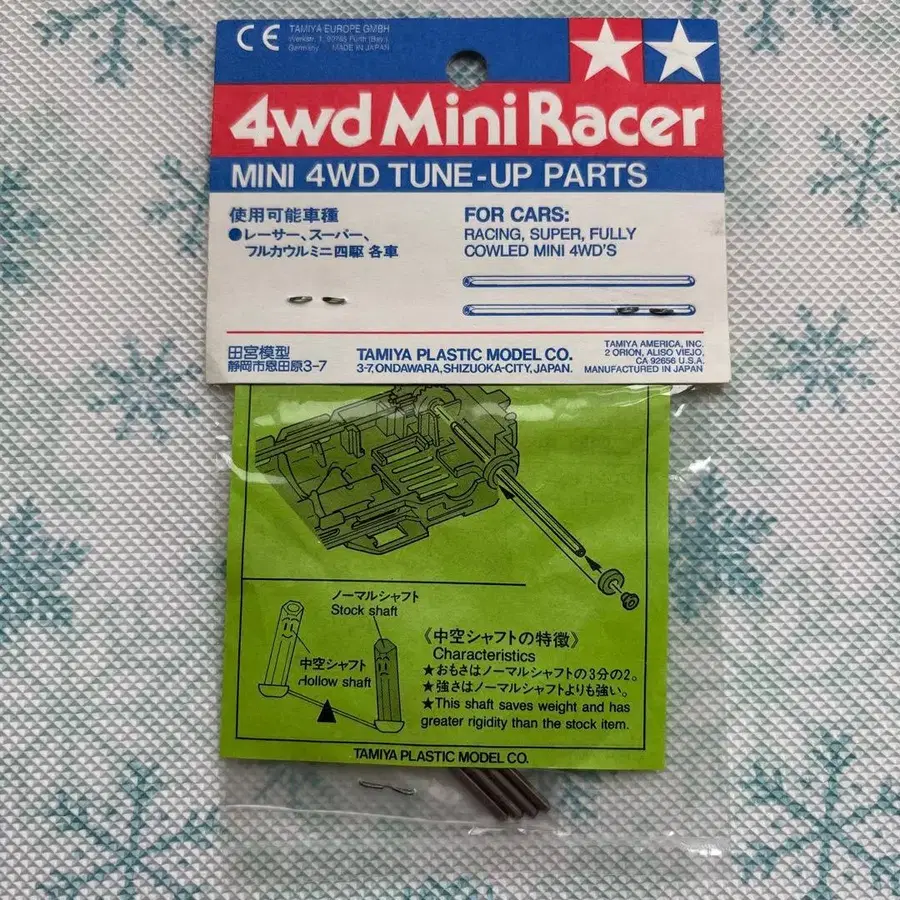 CE TAMIYA EUROPE GMBH
Werkstr. 1, 90765 Fürth (Bay.)
Germany MADE IN JAPAN
4wd Mini Racer
MINI 4WD TUNE-UP PARTS
使用可能車種
●レーサー、スーパー、
フルカウルミニ四駆 各車
FOR CARS:
RACING, SUPER, FULLY
COWLED MINI 4WD'S
田宮模型
静岡市恩田原3-7
TAMIYA PLASTIC MODEL CO.
3-7, ONDAWARA, SHIZUOKA-CITY, JAPAN.
TAMIYA AMERICA, INC.
2 ORION, ALISO VIEJO,
CA 92656 U.S.A.
MANUFACTURED IN JAPAN
ノーマルシャフト
Stock shaft
中空シャフト
Hollow shaft
《中空シャフトの特徴》
Characteristics
★おもさはノーマルシャフトの3分の2。
★強さはノーマルシャフトよりも強い。
★This shaft saves weight and has
greater rigidity than the stock item.
TAMIYA PLASTIC MODEL CO.